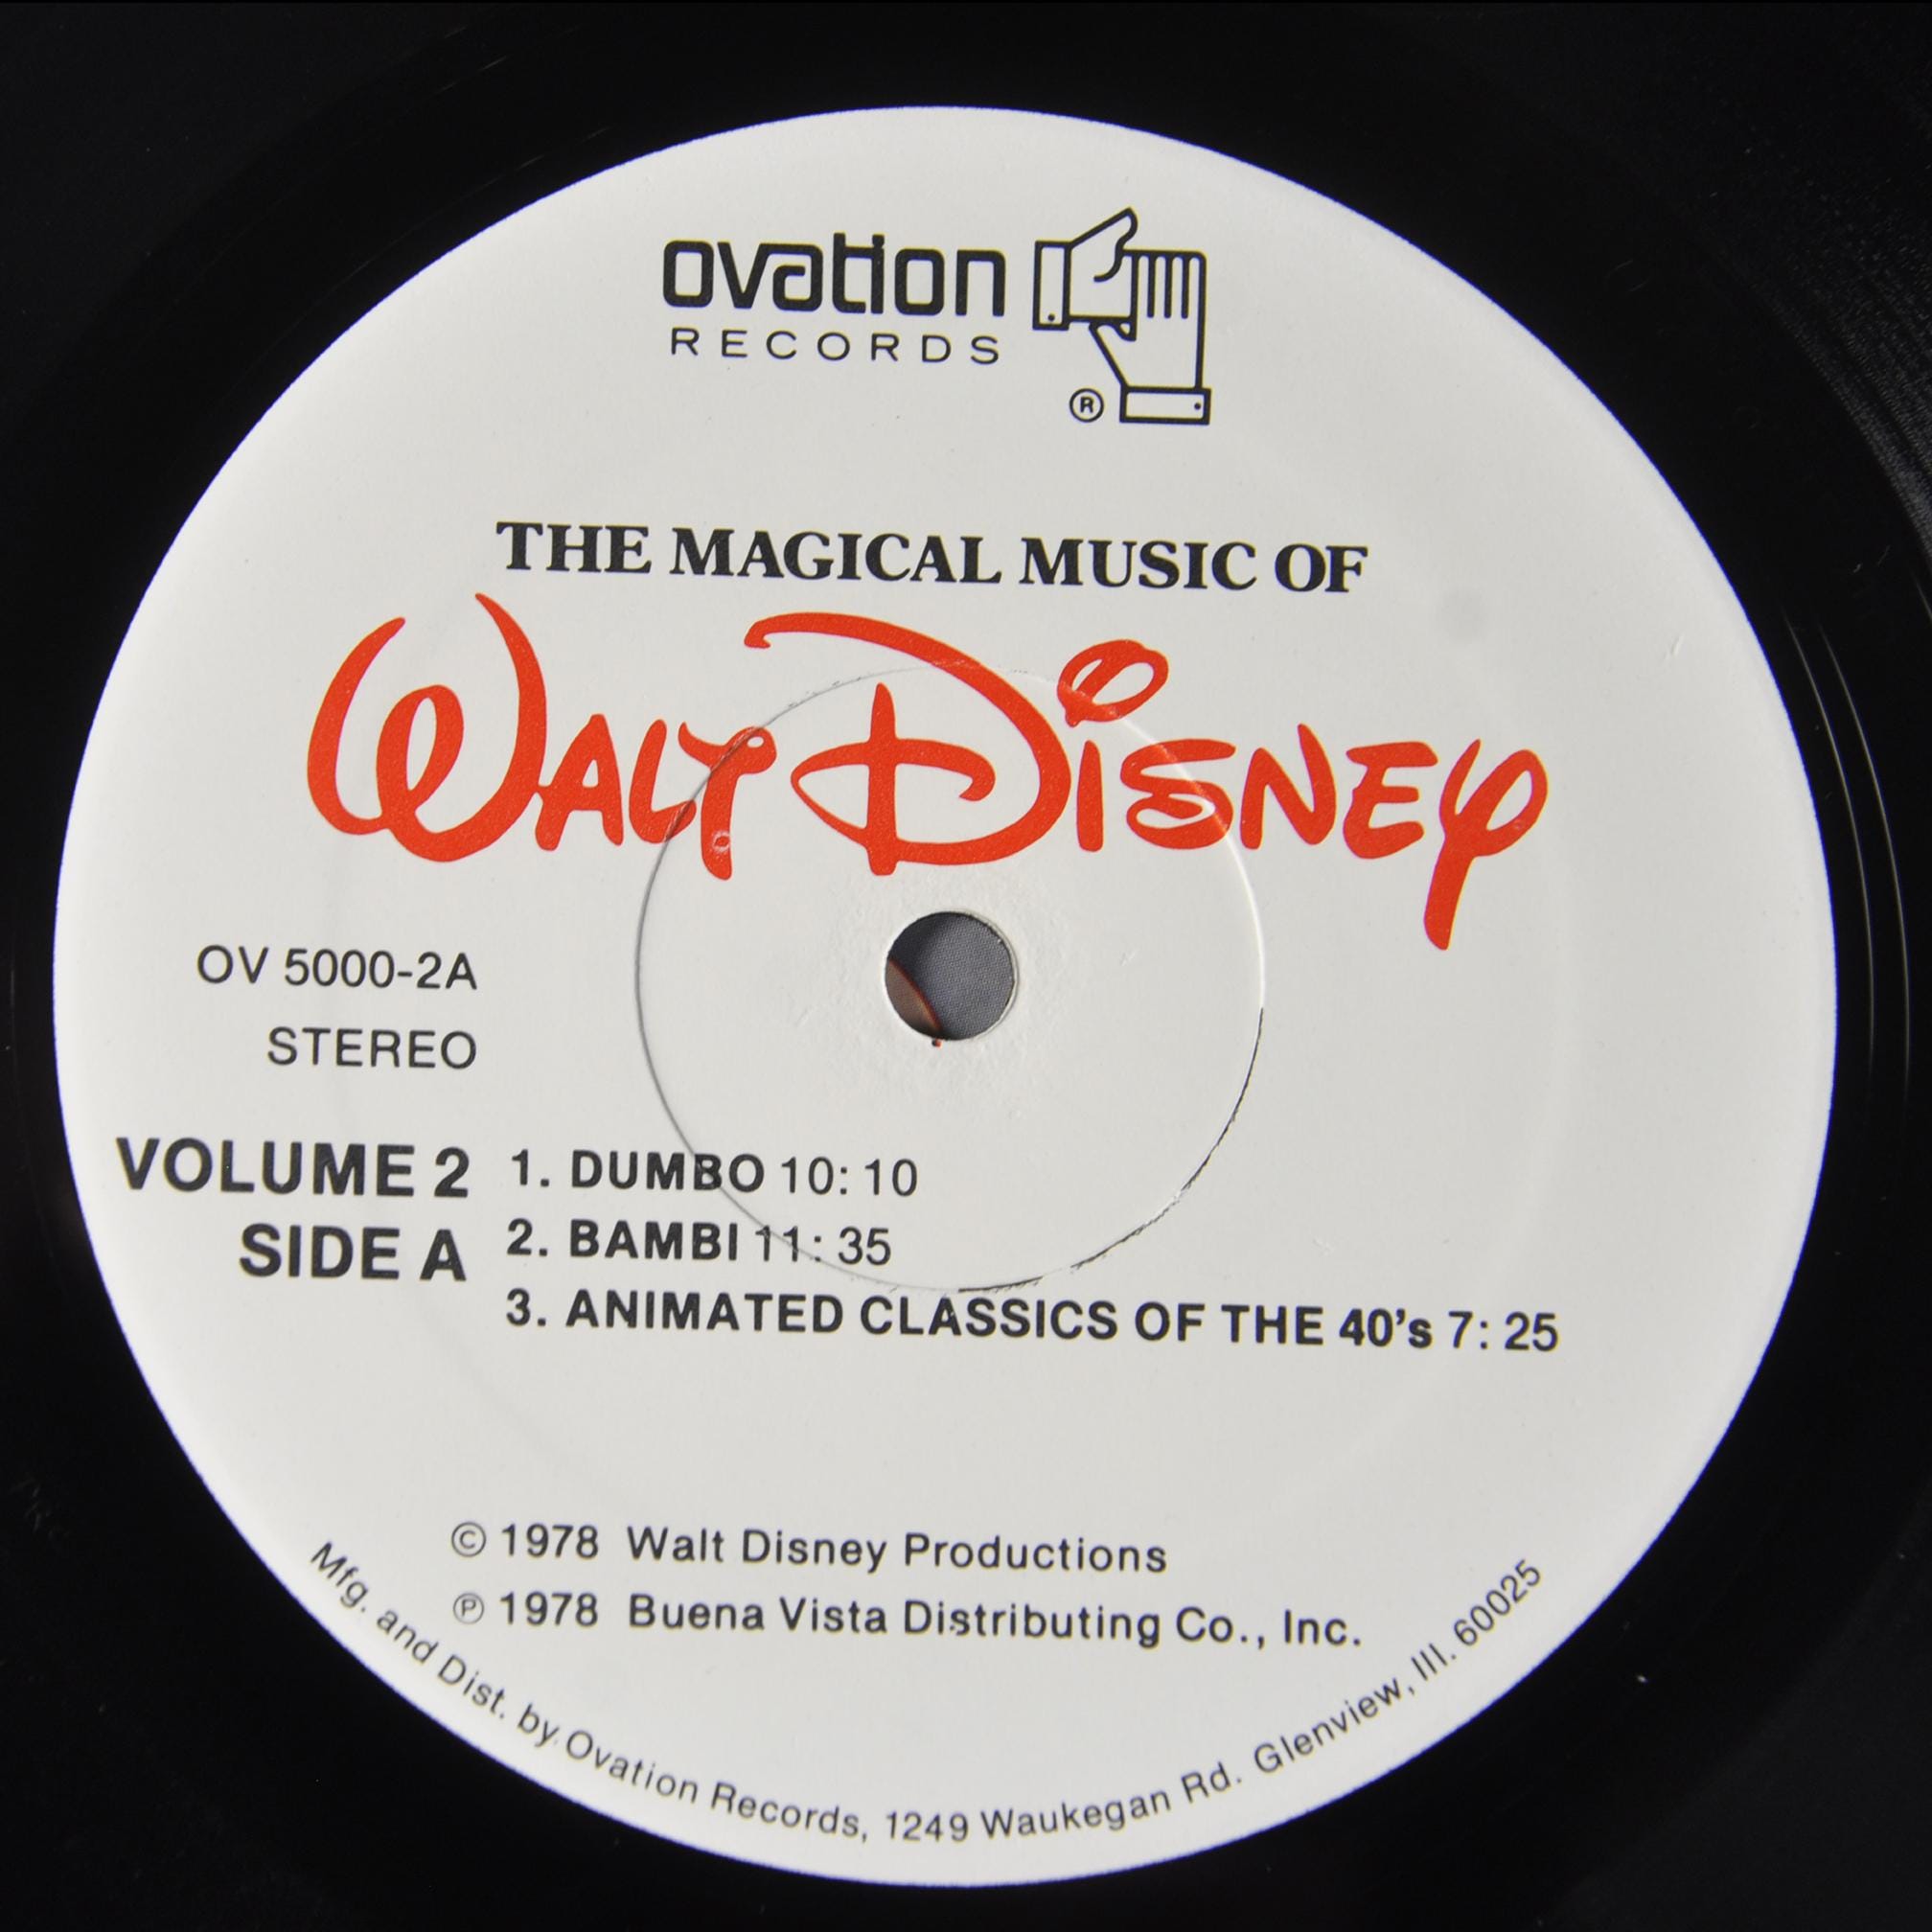 ovation
RECORDS
®
THE MAGICAL MUSIC OF
WALT DISNEY
OV 5000-2A
STEREO
VOLUME 2
SIDE A
1. DUMBO 10:10
2. BAMBI 11:35
3. ANIMATED CLASSICS OF THE 40's 7:25
© 1978 Walt Disney Productions
℗ 1978 Buena Vista Distributing Co., Inc.
Mfg. and Dist. by Ovation Records, 1249 Waukegan Rd. Glenview, Ill. 60025